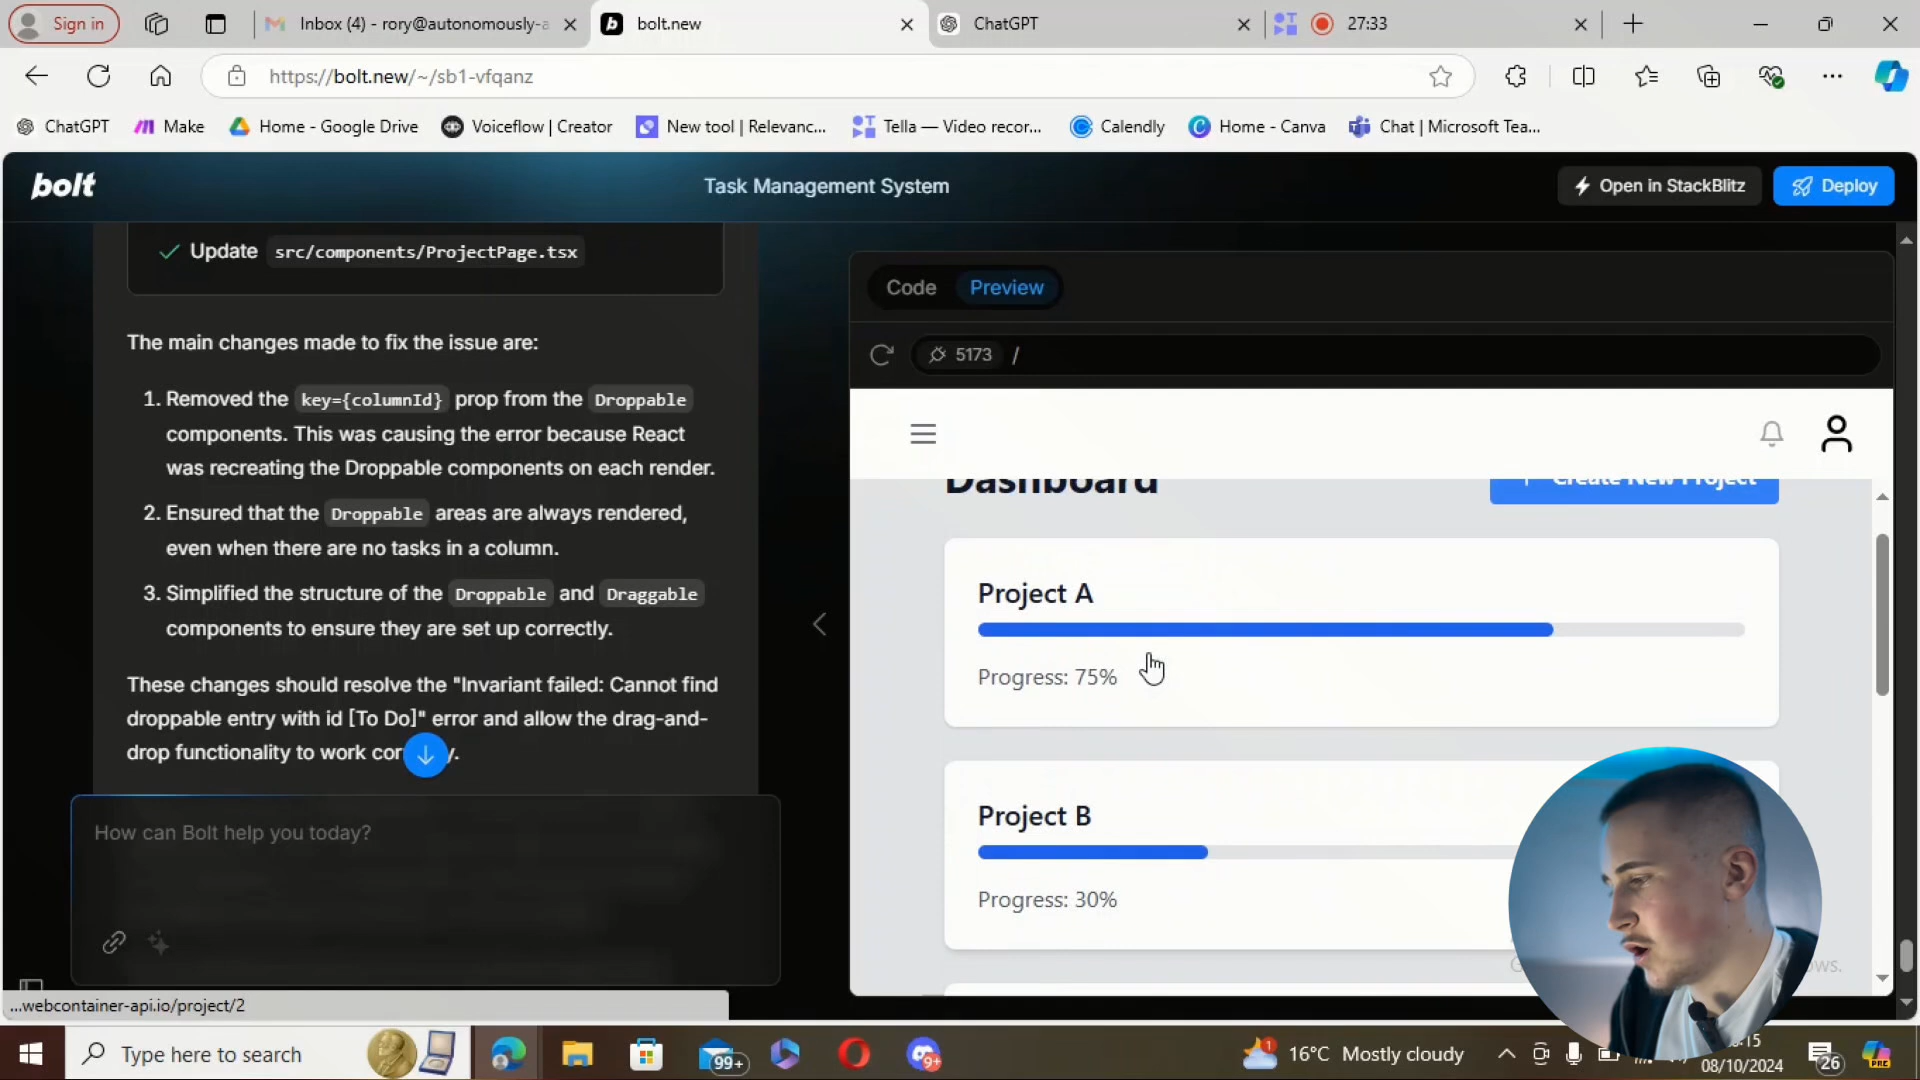 Sign in
Inbox (4) - rory@autonomously-a
bolt.new
ChatGPT
27:33
https://bolt.new/~/sb1-vfqanz
ChatGPT
Make
Home - Google Drive
Voiceflow | Creator
New tool | Relevanc...
Tella — Video recor...
Calendly
Home - Canva
Chat | Microsoft Tea...
bolt
Task Management System
Open in StackBlitz
Deploy
Update src/components/ProjectPage.tsx
The main changes made to fix the issue are:
1. Removed the key={columnId} prop from the Droppable
components. This was causing the error because React
was recreating the Droppable components on each render.
2. Ensured that the Droppable areas are always rendered,
even when there are no tasks in a column.
3. Simplified the structure of the Droppable and Draggable
components to ensure they are set up correctly.
These changes should resolve the "Invariant failed: Cannot find
droppable entry with id [To Do]" error and allow the drag-and-
drop functionality to work cor y.
How can Bolt help you today?
...webcontainer-api.io/project/2
Code
Preview
5173 /
Dashboard
Create New Project
Project A
Progress: 75%
Project B
Progress: 30%
Type here to search
99+
9+
1
16°C Mostly cloudy
:15
08/10/2024
26
PRE